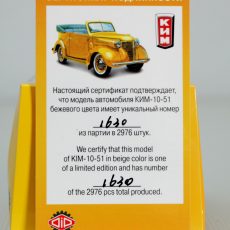 КИМ
Настоящий сертификат подтверждает,
что модель автомобиля КИМ-10-51
бежевого цвета имеет уникальный номер
1630
из партии в 2976 штук.
We certify that this model
of KIM-10-51 in beige color is one
of a limited edition and has number
1630
of the 2976 pcs total produced.